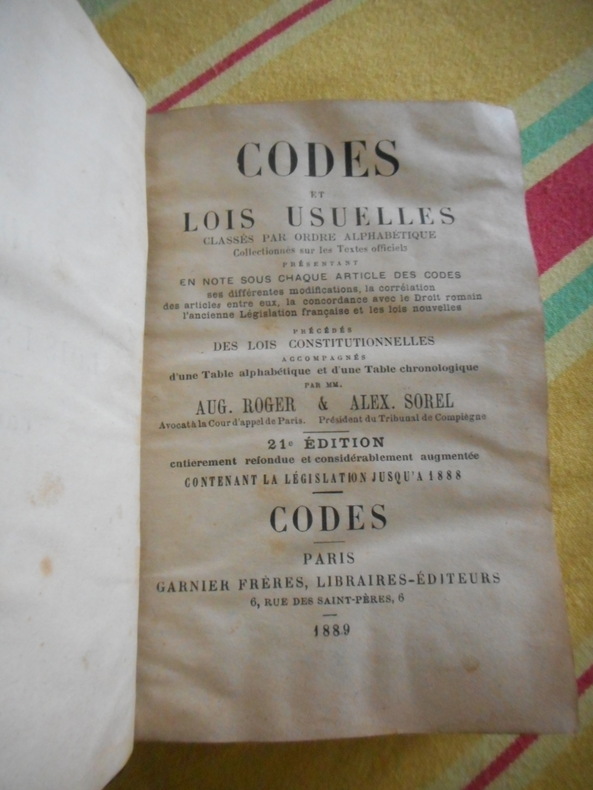 CODES
ET
LOIS USUELLES
CLASSÉS PAR ORDRE ALPHABÉTIQUE
Collectionnés sur les Textes officiels
PRÉSENTANT
EN NOTE SOUS CHAQUE ARTICLE DES CODES
ses différentes modifications, la corrélation
des articles entre eux, la concordance avec le Droit romain
l'ancienne Législation française et les lois nouvelles
PRÉCÉDÉS
DES LOIS CONSTITUTIONNELLES
ACCOMPAGNÉS
d'une Table alphabétique et d'une Table chronologique
PAR MM.
AUG. ROGER & ALEX. SOREL
Avocat à la Cour d'appel de Paris. Président du Tribunal de Compiègne
21e ÉDITION
entierement refondue et considérablement augmentée
CONTENANT LA LÉGISLATION JUSQU'A 1888
CODES
PARIS
GARNIER FRÈRES, LIBRAIRES-ÉDITEURS
6, RUE DES SAINT-PÈRES, 6
1889